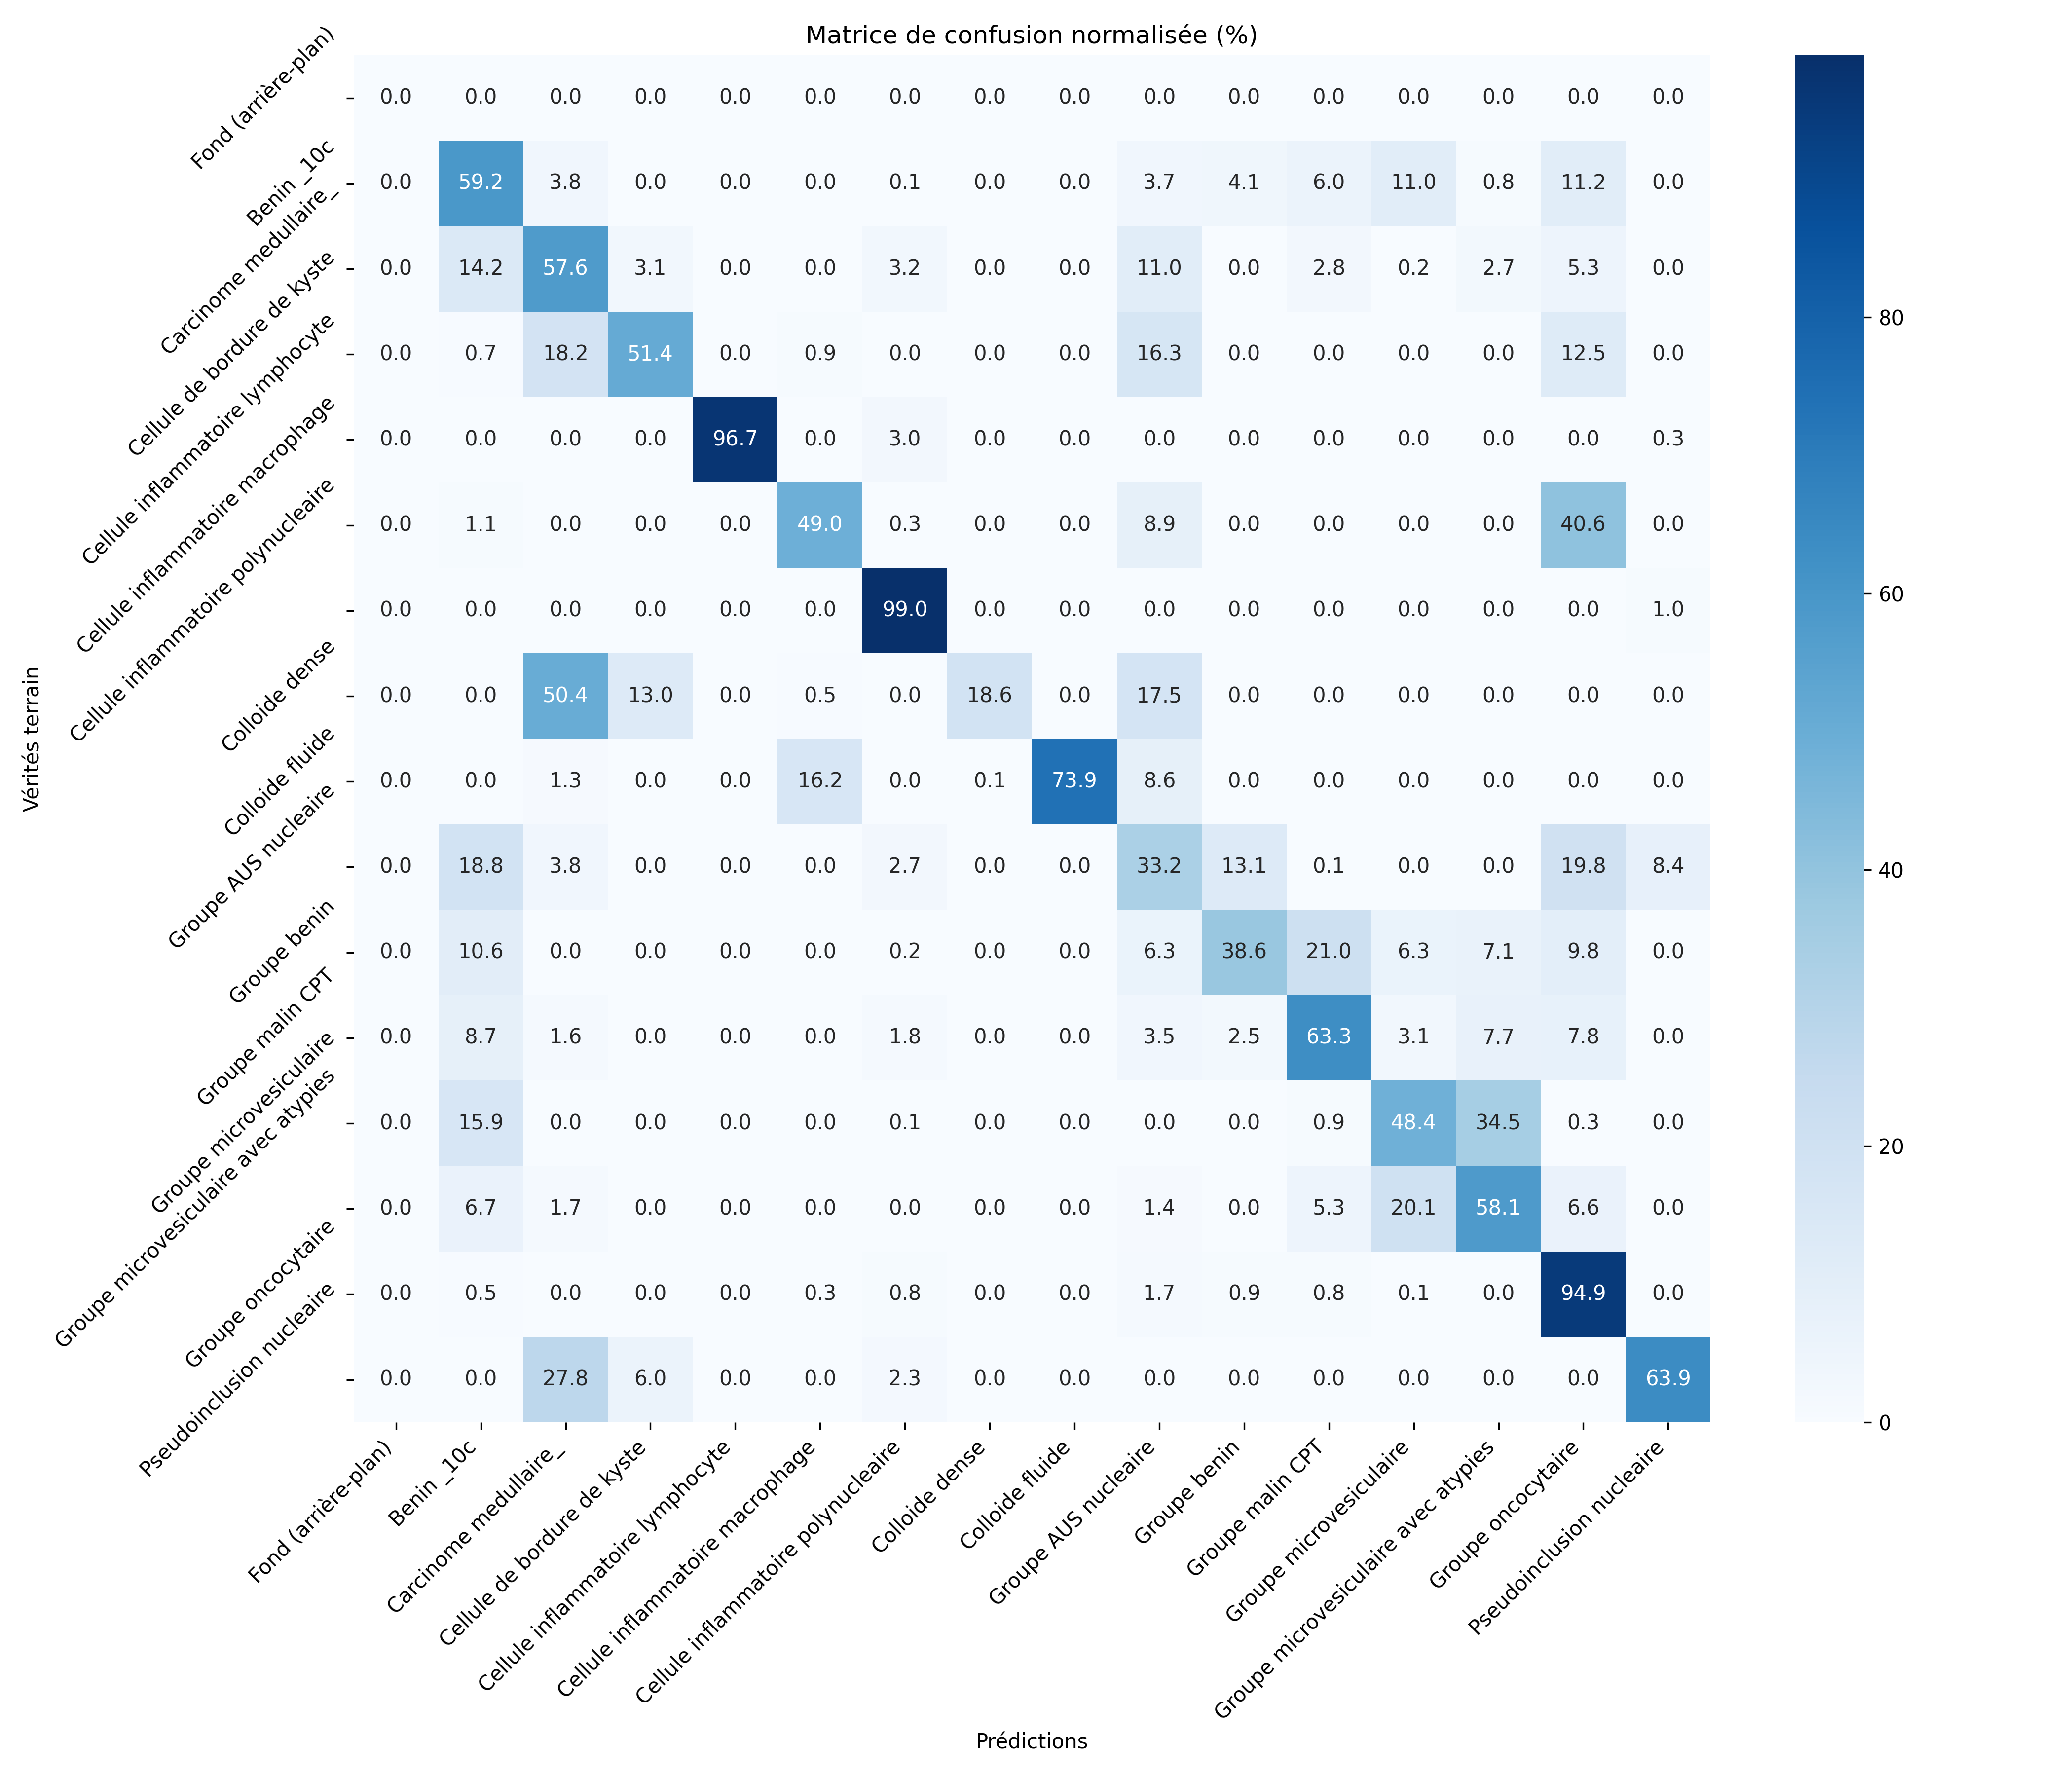 Matrice de confusion normalisée (%)
Fond (arrière-plan) 0.0 0.0 0.0 0.0 0.0 0.0 0.0 0.0 0.0 0.0 0.0 0.0 0.0 0.0 0.0 0.0
Benin _10c 0.0 59.2 3.8 0.0 0.0 0.0 0.1 0.0 0.0 3.7 4.1 6.0 11.0 0.8 11.2 0.0
Carcinome medullaire_ 0.0 14.2 57.6 3.1 0.0 0.0 3.2 0.0 0.0 11.0 0.0 2.8 0.2 2.7 5.3 0.0
Cellule de bordure de kyste 0.0 0.7 18.2 51.4 0.0 0.9 0.0 0.0 0.0 16.3 0.0 0.0 0.0 0.0 12.5 0.0
Cellule inflammatoire lymphocyte 0.0 0.0 0.0 0.0 96.7 0.0 3.0 0.0 0.0 0.0 0.0 0.0 0.0 0.0 0.0 0.3
Cellule inflammatoire macrophage 0.0 1.1 0.0 0.0 0.0 49.0 0.3 0.0 0.0 8.9 0.0 0.0 0.0 0.0 40.6 0.0
Cellule inflammatoire polynucleaire 0.0 0.0 0.0 0.0 0.0 0.0 99.0 0.0 0.0 0.0 0.0 0.0 0.0 0.0 0.0 1.0
Colloide dense 0.0 0.0 50.4 13.0 0.0 0.5 0.0 18.6 0.0 17.5 0.0 0.0 0.0 0.0 0.0 0.0
Colloide fluide 0.0 0.0 1.3 0.0 0.0 16.2 0.0 0.1 73.9 8.6 0.0 0.0 0.0 0.0 0.0 0.0
Groupe AUS nucleaire 0.0 18.8 3.8 0.0 0.0 0.0 2.7 0.0 0.0 33.2 13.1 0.1 0.0 0.0 19.8 8.4
Groupe benin 0.0 10.6 0.0 0.0 0.0 0.0 0.2 0.0 0.0 6.3 38.6 21.0 6.3 7.1 9.8 0.0
Groupe malin CPT 0.0 8.7 1.6 0.0 0.0 0.0 1.8 0.0 0.0 3.5 2.5 63.3 3.1 7.7 7.8 0.0
Groupe microvesiculaire 0.0 15.9 0.0 0.0 0.0 0.0 0.1 0.0 0.0 0.0 0.0 0.9 48.4 34.5 0.3 0.0
Groupe microvesiculaire avec atypies 0.0 6.7 1.7 0.0 0.0 0.0 0.0 0.0 0.0 1.4 0.0 5.3 20.1 58.1 6.6 0.0
Groupe oncocytaire 0.0 0.5 0.0 0.0 0.0 0.3 0.8 0.0 0.0 1.7 0.9 0.8 0.1 0.0 94.9 0.0
Pseudoinclusion nucleaire 0.0 0.0 27.8 6.0 0.0 0.0 2.3 0.0 0.0 0.0 0.0 0.0 0.0 0.0 0.0 63.9
Vérités terrain
Fond (arrière-plan)
Benin _10c
Carcinome medullaire_
Cellule de bordure de kyste
Cellule inflammatoire lymphocyte
Cellule inflammatoire macrophage
Cellule inflammatoire polynucleaire
Colloide dense
Colloide fluide
Groupe AUS nucleaire
Groupe benin
Groupe malin CPT
Groupe microvesiculaire
Groupe microvesiculaire avec atypies
Groupe oncocytaire
Pseudoinclusion nucleaire
Prédictions
80
60
40
20
0